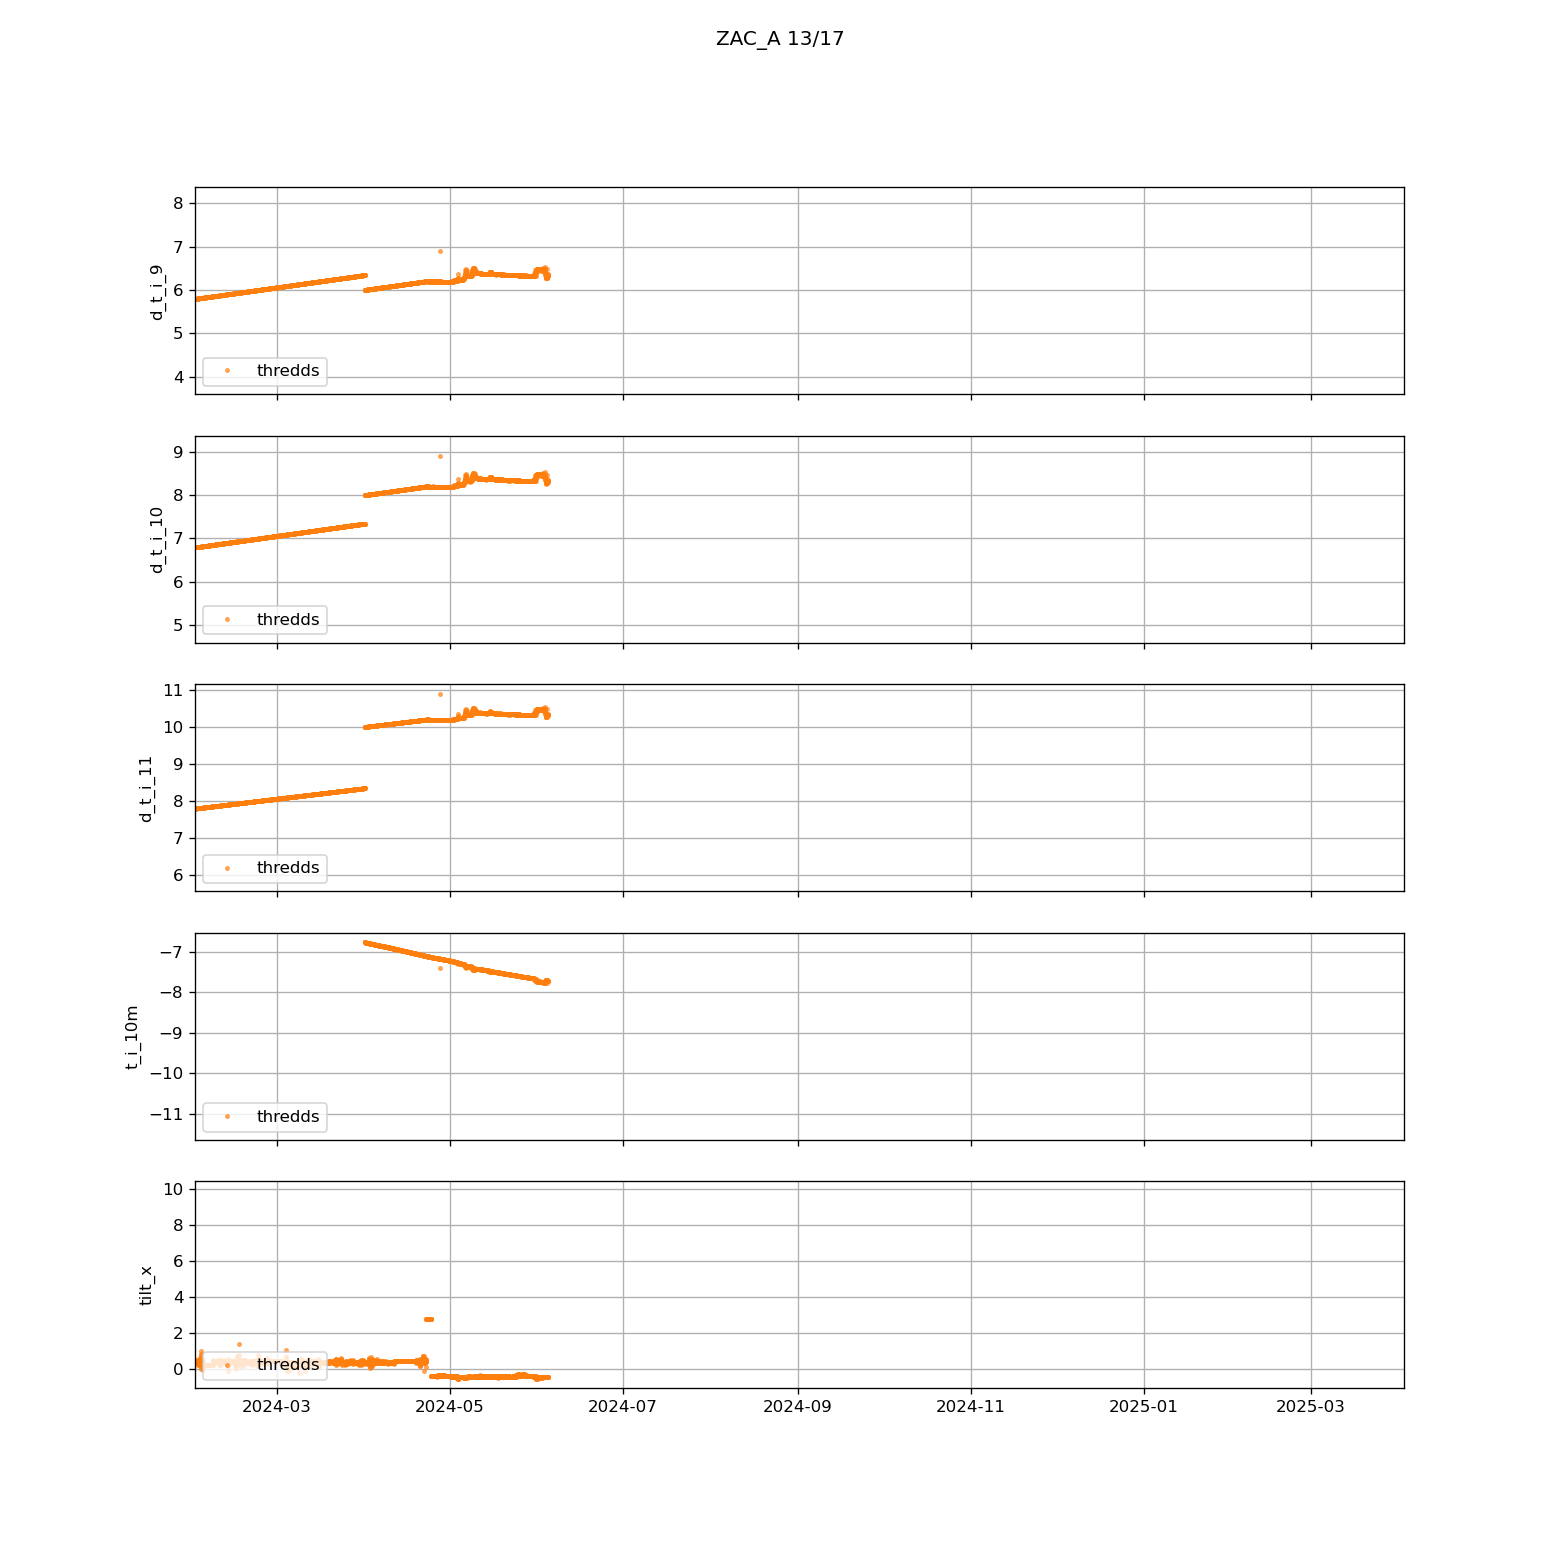 ZAC_A 13/17
8
7
6
5
4
d_t_i_9
thredds
9
8
7
6
5
d_t_i_10
thredds
11
10
9
8
7
6
d_t_i_11
thredds
−7
−8
−9
−10
−11
t_i_10m
thredds
10
8
6
4
2
0
tilt_x
thredds
2024-03 2024-05 2024-07 2024-09 2024-11 2025-01 2025-03